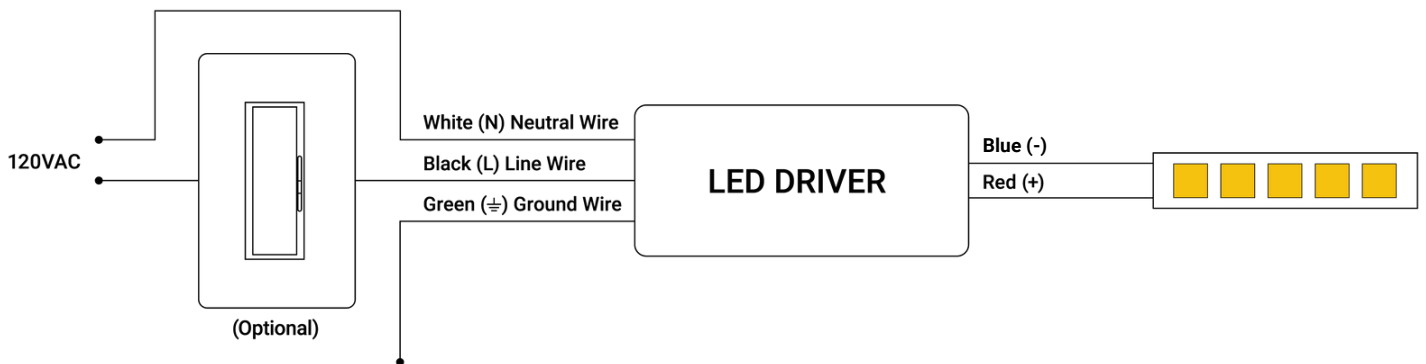 120VAC
(Optional)
White (N) Neutral Wire
Black (L) Line Wire
Green (⏚) Ground Wire
LED DRIVER
Blue (-)
Red (+)